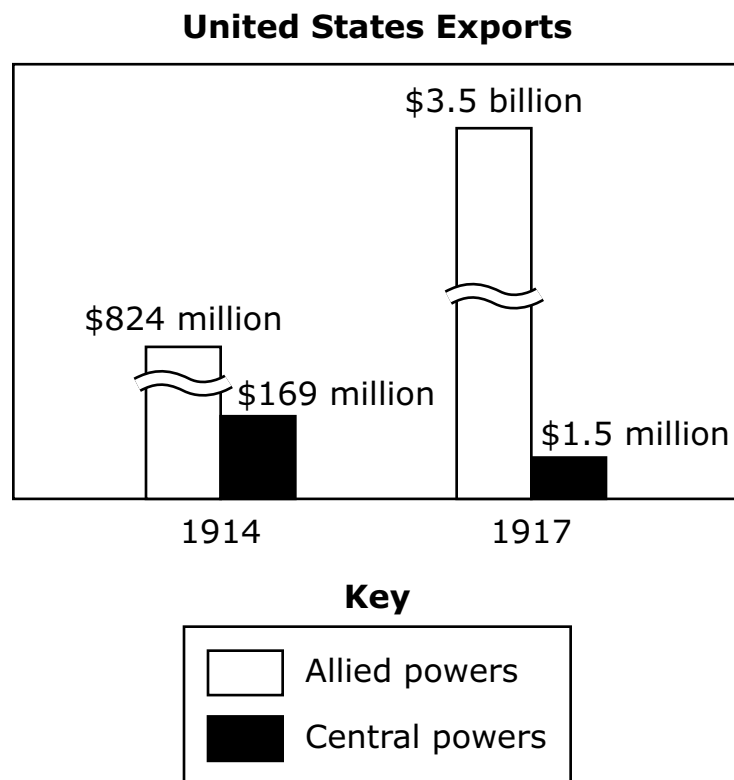 United States Exports
$3.5 billion
$824 million
$169 million
$1.5 million
1914
1917
Key
Allied powers
Central powers